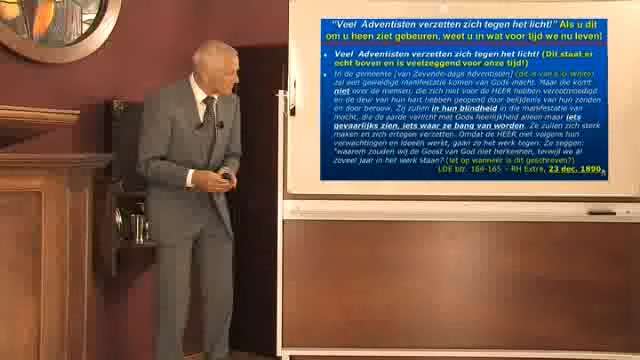 "Veel Adventisten verzetten zich tegen het licht!" Als u dit
om u heen ziet gebeuren, weet u in wat voor tijd we nu leven!
• Veel Adventisten verzetten zich tegen het licht! (Dit staat er
echt boven en is veelzeggend voor onze tijd!)
• In de gemeente [van Zevende-dags Adventisten] (dit is van E.G. White)
zal een geweldige manifestatie komen van Gods macht. Maar die komt
niet over de mensen, die zich niet voor de HEER hebben verootmoedigd
en de deur van hun hart hebben geopend door belijdenis van hun zonden
en door berouw. Zij zullen in hun blindheid in de manifestatie van
macht, die de aarde verlicht met Gods heerlijkheid alleen maar iets
gevaarlijks zien, iets waar ze bang van worden. Ze zullen zich sterk
maken en zich ertegen verzetten. Omdat de HEER niet volgens hun
verwachtingen en ideeën werkt, gaan ze het werk tegen. Ze zeggen:
"waarom zouden wij de Geest van God niet herkennen, terwijl we al
zoveel jaar in het werk staan? (let op wanneer is dit geschreven?)
LDE blz. 164-165 – RH Extra, 23 dec. 1890.